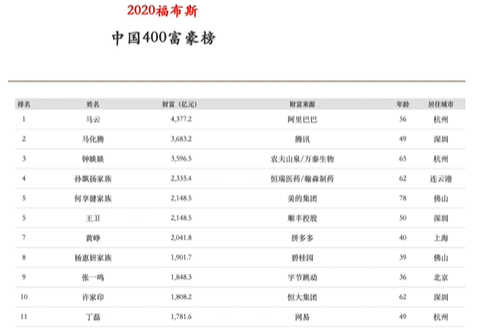 2020福布斯
中国400富豪榜
排名 姓名 财富（亿元） 财富来源 年龄 居住城市
1 马云 4,377.2 阿里巴巴 56 杭州
2 马化腾 3,683.2 腾讯 49 深圳
3 钟睒睒 3,596.5 农夫山泉/万泰生物 65 杭州
4 孙飘扬家族 2,335.4 恒瑞医药/翰森制药 62 连云港
5 何享健家族 2,148.5 美的集团 78 佛山
5 王卫 2,148.5 顺丰控股 50 深圳
7 黄峥 2,041.8 拼多多 40 上海
8 杨惠妍家族 1,901.7 碧桂园 39 佛山
9 张一鸣 1,848.3 字节跳动 36 北京
10 许家印 1,808.2 恒大集团 62 深圳
11 丁磊 1,781.6 网易 49 杭州